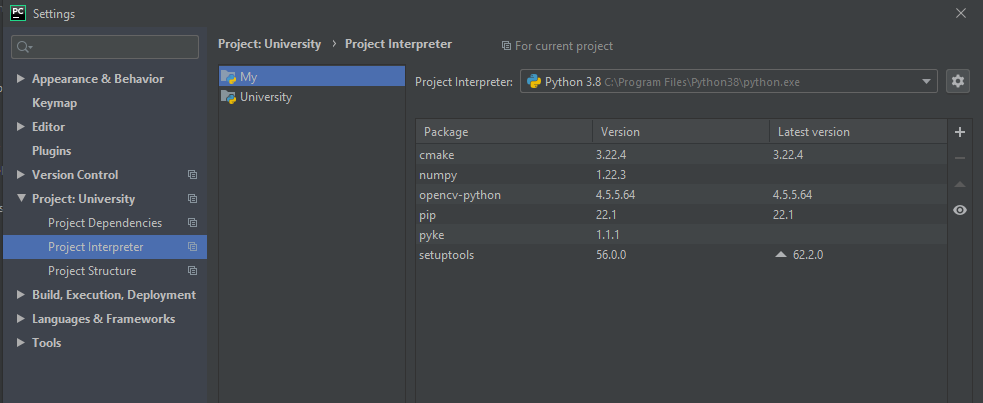 PC Settings
Project: University › Project Interpreter For current project
Appearance & Behavior
Keymap
Editor
Plugins
Version Control
Project: University
Project Dependencies
Project Interpreter
Project Structure
Build, Execution, Deployment
Languages & Frameworks
Tools
My
University
Project Interpreter: Python 3.8 C:\Program Files\Python38\python.exe
Package Version Latest version
cmake 3.22.4 3.22.4
numpy 1.22.3
opencv-python 4.5.5.64 4.5.5.64
pip 22.1 22.1
pyke 1.1.1
setuptools 56.0.0 62.2.0